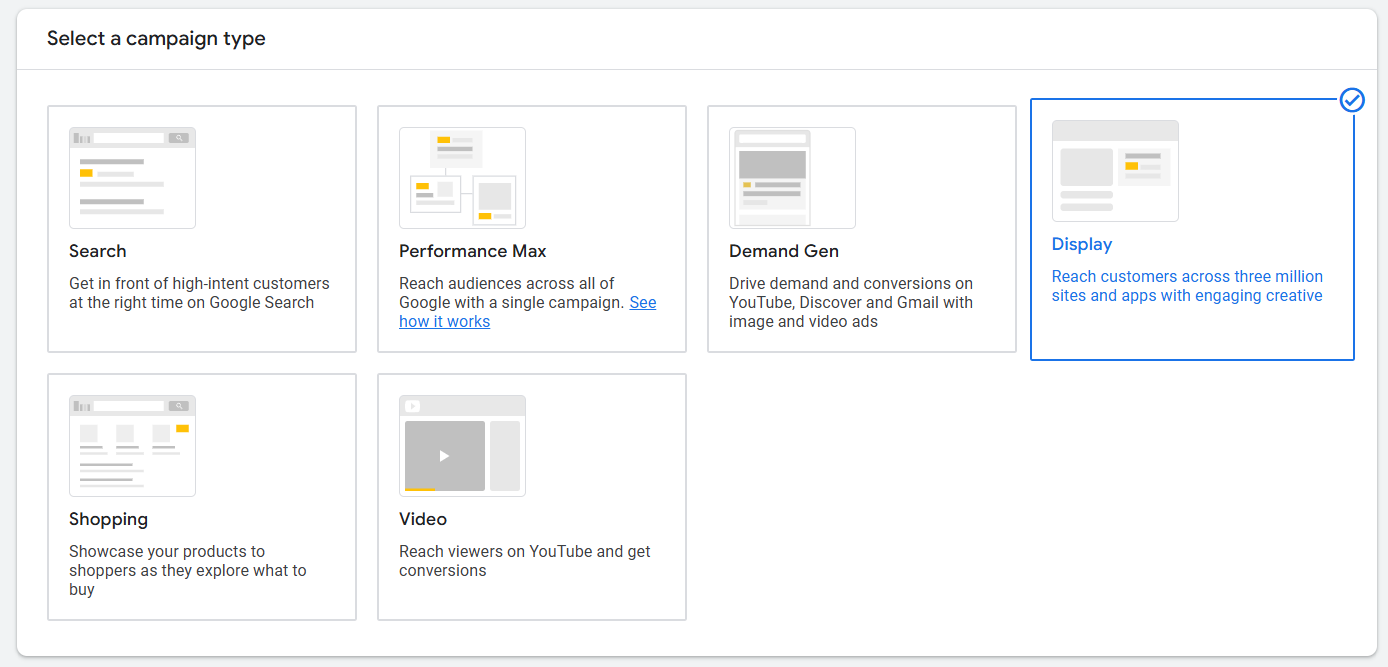 Select a campaign type
Search
Get in front of high-intent customers
at the right time on Google Search
Performance Max
Reach audiences across all of
Google with a single campaign. See
how it works
Demand Gen
Drive demand and conversions on
YouTube, Discover and Gmail with
image and video ads
Display
Reach customers across three million
sites and apps with engaging creative
Shopping
Showcase your products to
shoppers as they explore what to
buy
Video
Reach viewers on YouTube and get
conversions